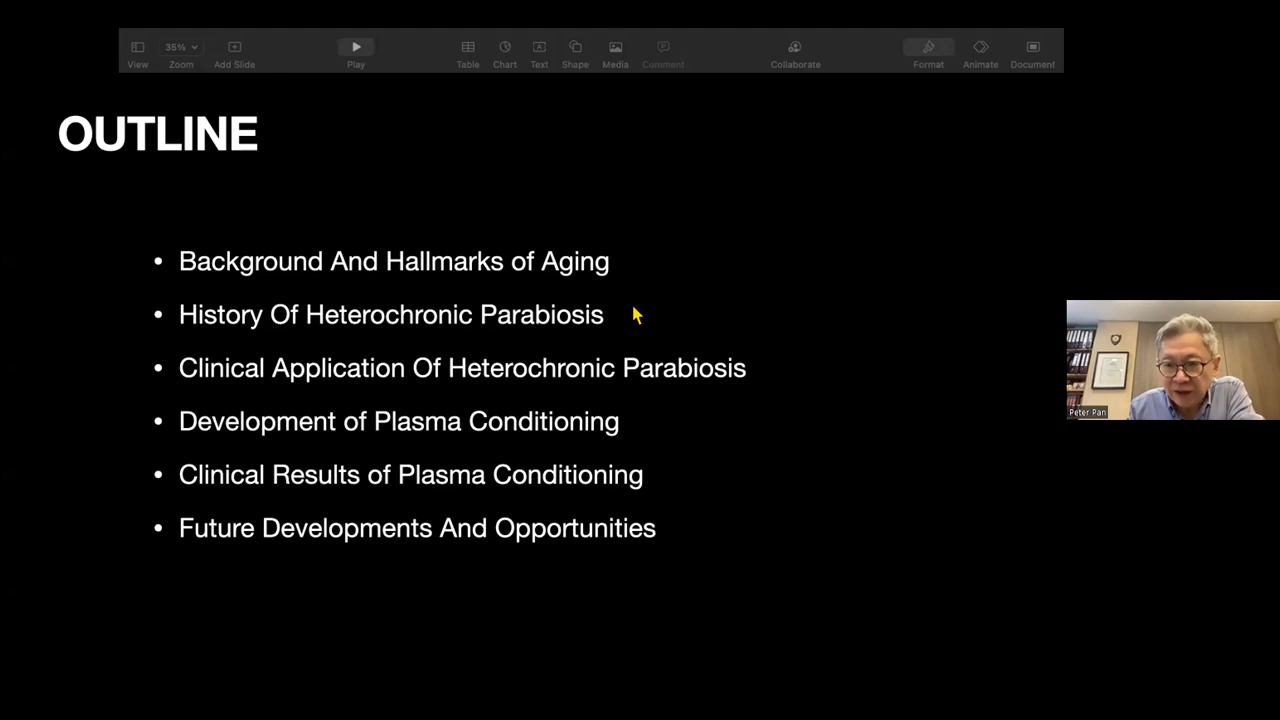 View
35%
Zoom
Add Slide
Play
Table
Chart
Text
Shape
Media
Comment
Collaborate
Format
Animate
Document
OUTLINE
• Background And Hallmarks of Aging
• History Of Heterochronic Parabiosis
• Clinical Application Of Heterochronic Parabiosis
• Development of Plasma Conditioning
• Clinical Results of Plasma Conditioning
• Future Developments And Opportunities
Peter Pan